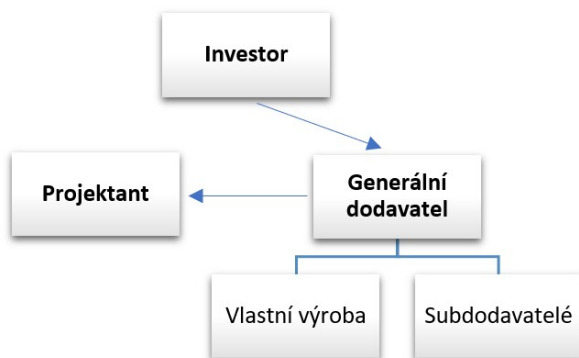 Investor
Projektant
Generální
dodavatel
Vlastní výroba
Subdodavatelé